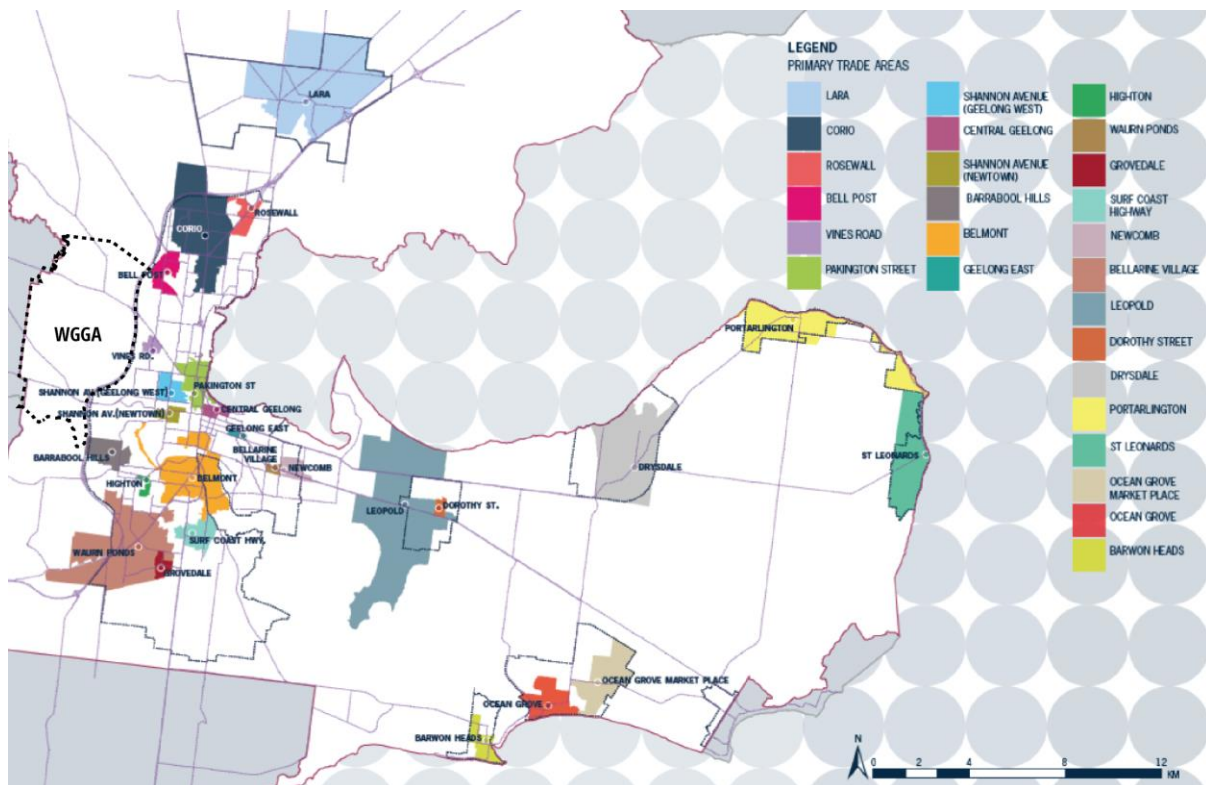 LEGEND
PRIMARY TRADE AREAS
LARA
CORIO
ROSEWALL
BELL POST
VINES ROAD
PAKINGTON STREET
SHANNON AVENUE
(GEELONG WEST)
CENTRAL GEELONG
SHANNON AVENUE
(NEWTOWN)
BARRABOOL HILLS
BELMONT
GEELONG EAST
HIGHTON
WAURN PONDS
GROVEDALE
SURF COAST
HIGHWAY
NEWCOMB
BELLARINE VILLAGE
LEOPOLD
DOROTHY STREET
DRYSDALE
PORTARLINGTON
ST LEONARDS
OCEAN GROVE
MARKET PLACE
OCEAN GROVE
BARWON HEADS
LARA
ROSEWALL
CORIO
BELL POST
WGGA
VINES RD.
PORTARLINGTON
SHANNON AV.(GEELONG WEST)
PAKINGTON ST
SHANNON AV.(NEWTOWN)
CENTRAL GEELONG
GEELONG EAST
BARRABOOL HILLS
BELLARINE
VILLAGE
NEWCOMB
ST LEONARDS
DRYSDALE
HIGHTON
BELMONT
LEOPOLD
DOROTHY ST.
SURF COAST HWY.
WAURN PONDS
GROVEDALE
OCEAN GROVE MARKET PLACE
OCEAN GROVE
BARWON HEADS
N
0 2 4 8 12
KM